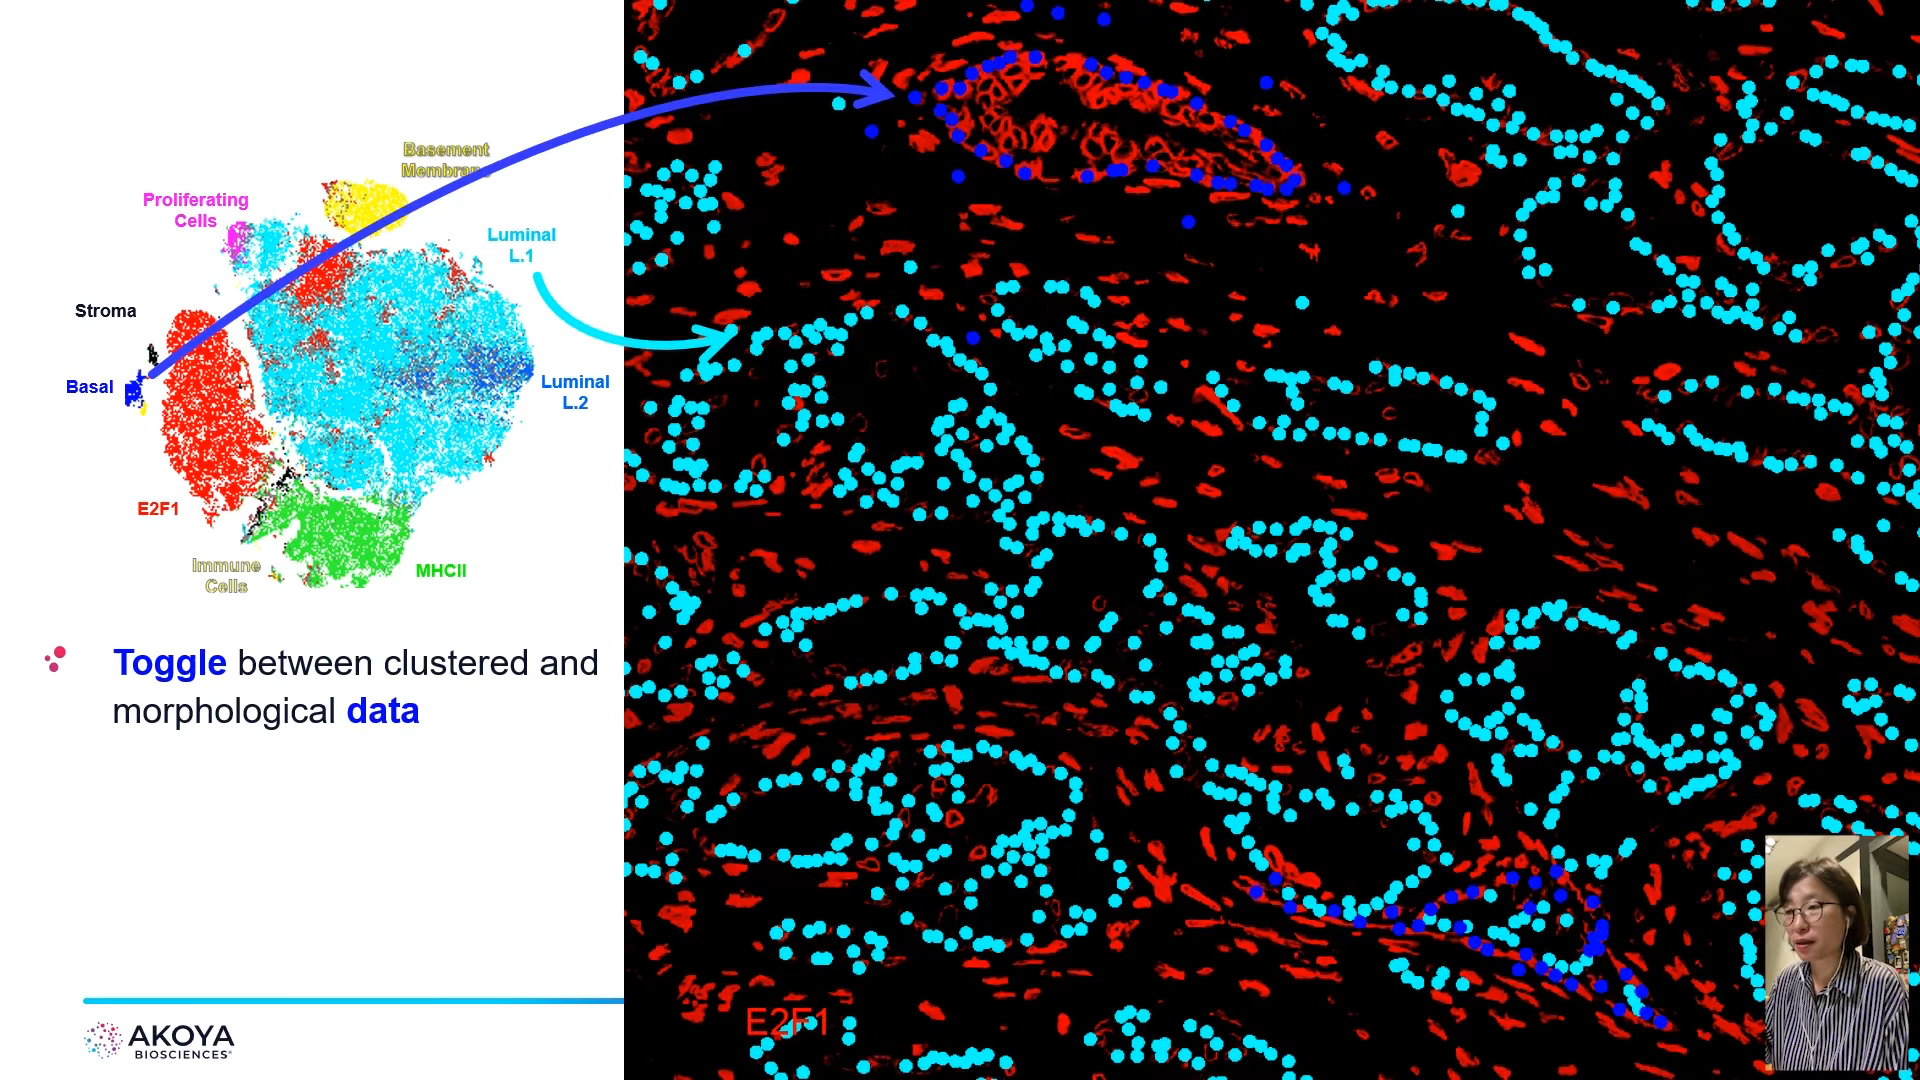 Basement
Membrane
Proliferating
Cells
Luminal
L.1
Stroma
Basal
Luminal
L.2
E2F1
Immune
Cells
MHCII
Toggle between clustered and
morphological data
AKOYA
BIOSCIENCES
E2F1